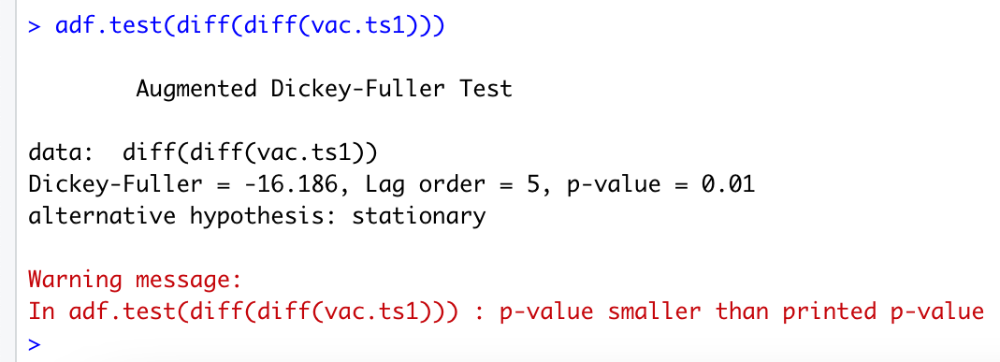 > adf.test(diff(diff(vac.ts1)))
Augmented Dickey-Fuller Test
data:  diff(diff(vac.ts1))
Dickey-Fuller = -16.186, Lag order = 5, p-value = 0.01
alternative hypothesis: stationary
Warning message:
In adf.test(diff(diff(vac.ts1))) : p-value smaller than printed p-value
>